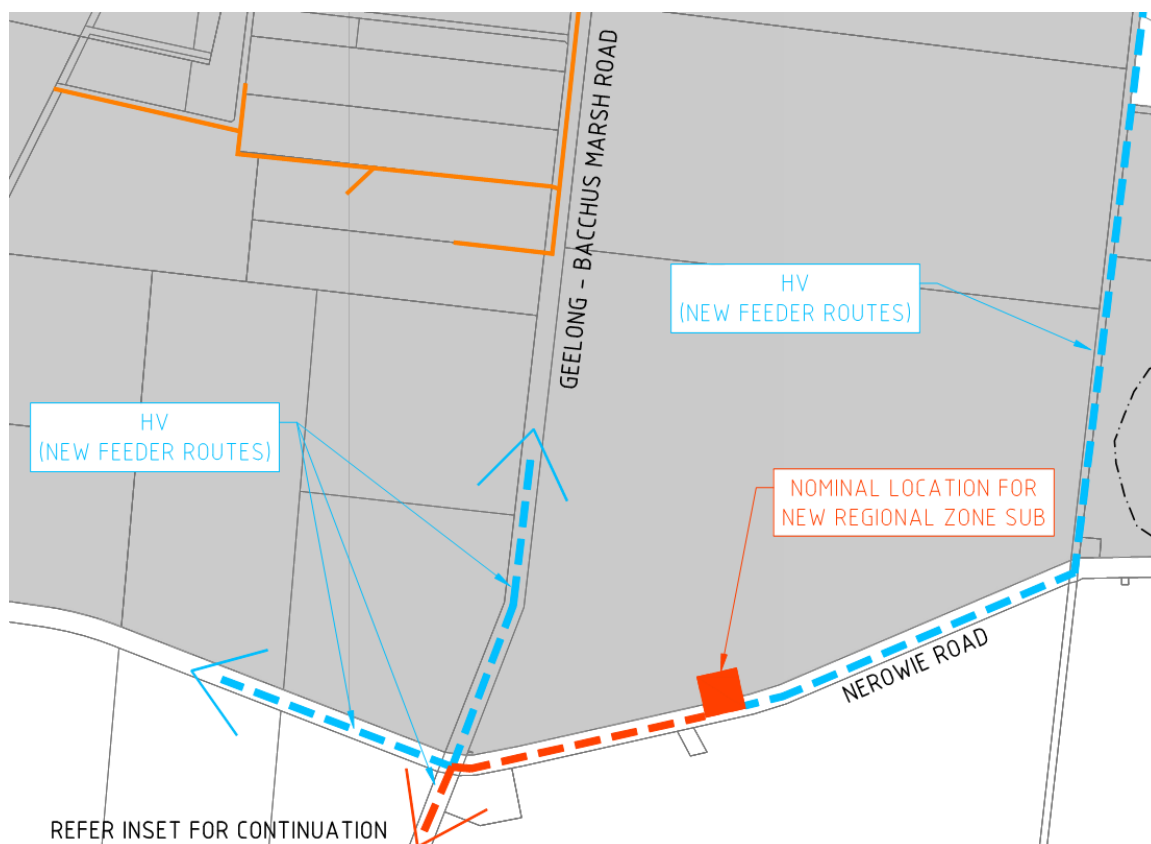 GEELONG - BACCHUS MARSH ROAD
HV
(NEW FEEDER ROUTES)
HV
(NEW FEEDER ROUTES)
NOMINAL LOCATION FOR
NEW REGIONAL ZONE SUB
NEROWIE ROAD
REFER INSET FOR CONTINUATION